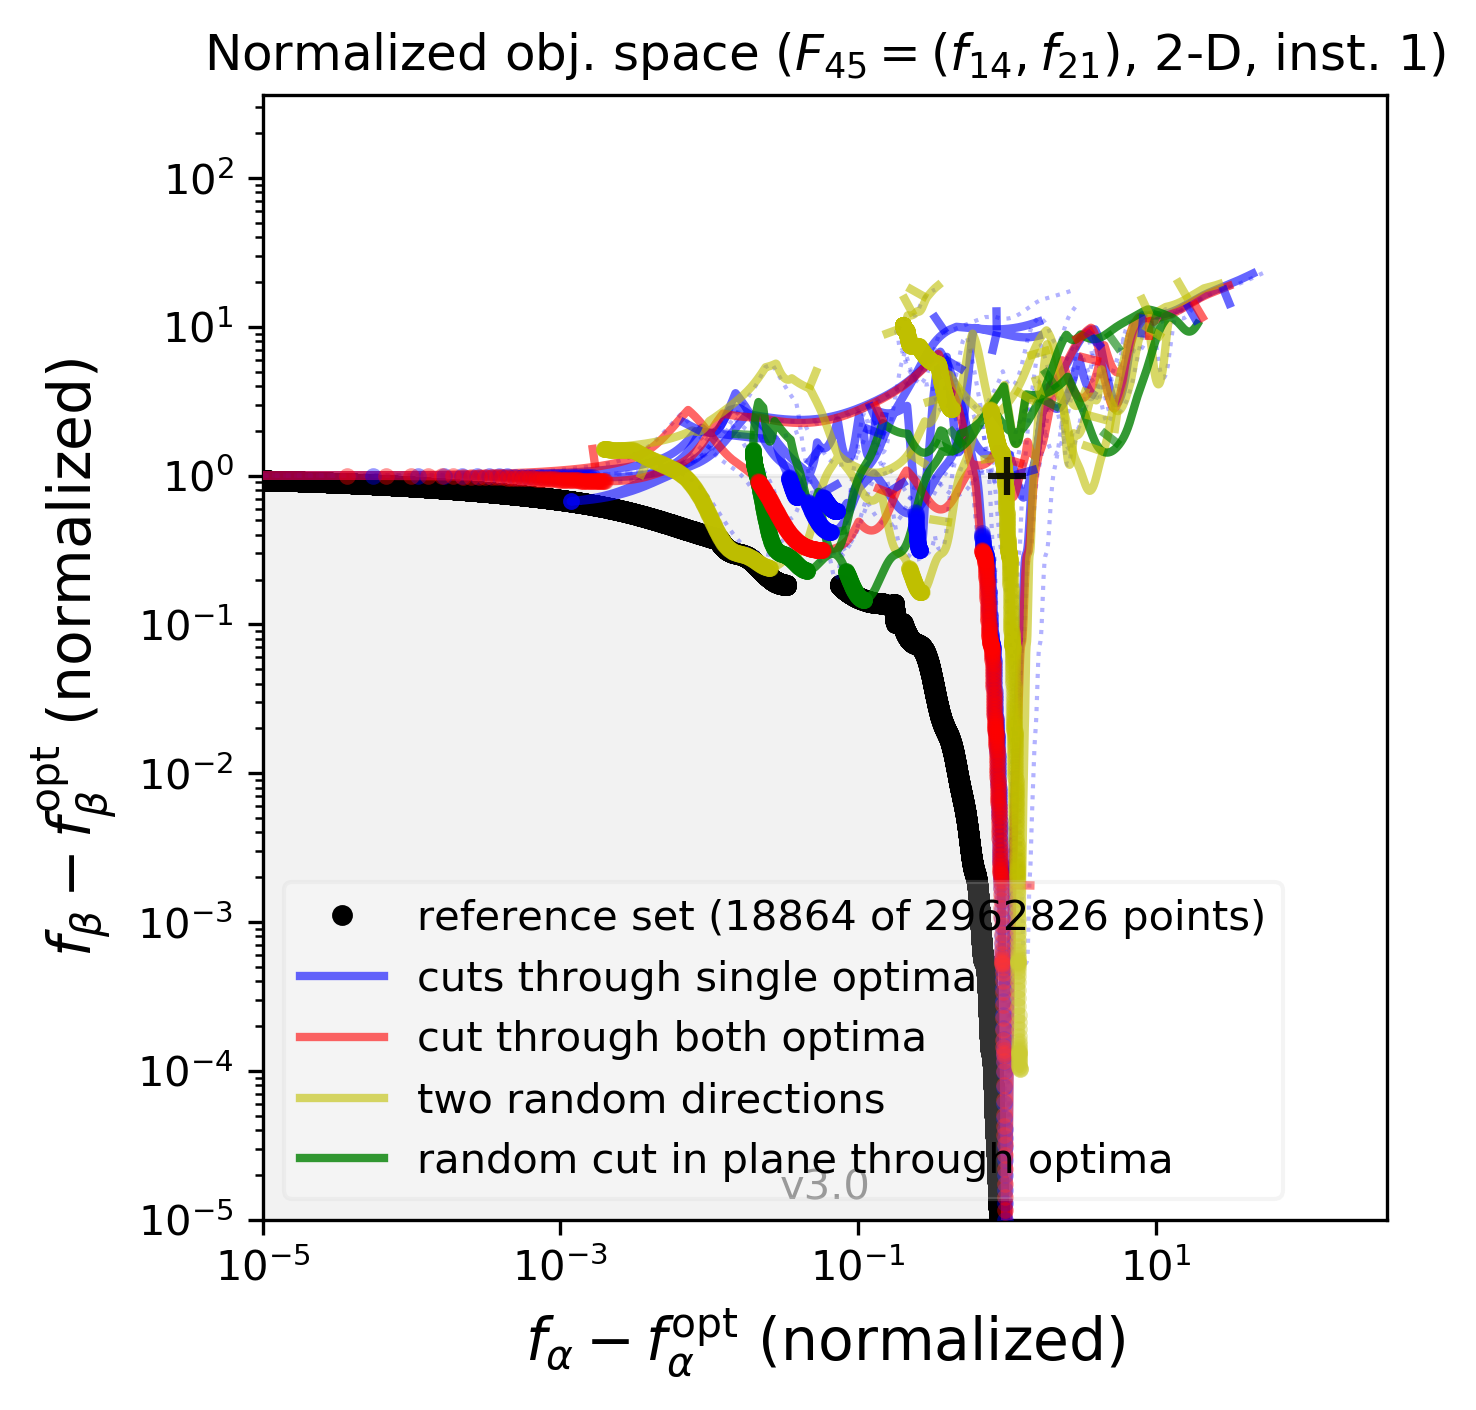 Normalized obj. space ($F_{45} = (f_{14}, f_{21})$, 2-D, inst. 1)
$f_\beta - f_\beta^{\mathrm{opt}}$ (normalized)
$10^2$
$10^1$
$10^0$
$10^{-1}$
$10^{-2}$
$10^{-3}$
$10^{-4}$
$10^{-5}$
reference set (18864 of 2962826 points)
cuts through single optima
cut through both optima
two random directions
random cut in plane through optima
v3.0
$10^{-5}$ $10^{-3}$ $10^{-1}$ $10^1$
$f_\alpha - f_\alpha^{\mathrm{opt}}$ (normalized)